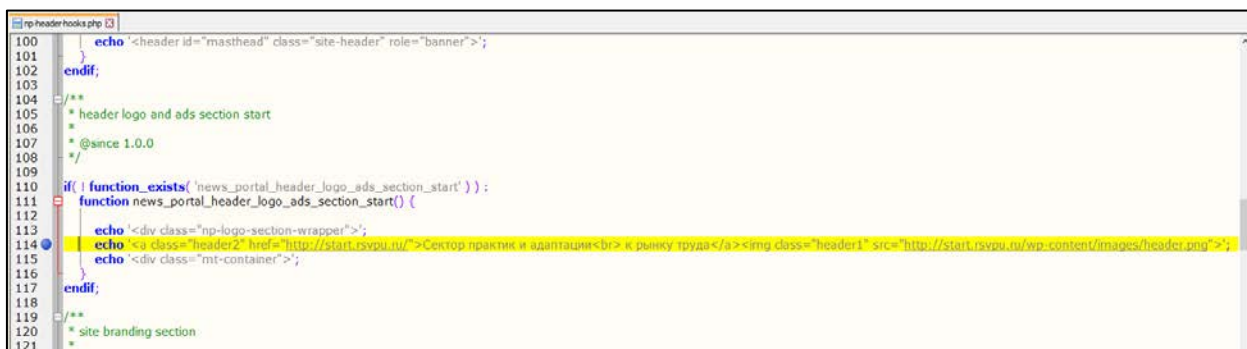 np-header-hooks.php
100 echo '<header id="masthead" class="site-header" role="banner">';
101 }
102 endif;
103
104 /**
105 * header logo and ads section start
106 *
107 * @since 1.0.0
108 */
109
110 if( ! function_exists( 'news_portal_header_logo_ads_section_start' ) ) :
111 function news_portal_header_logo_ads_section_start() {
112
113 echo '<div class="np-logo-section-wrapper">';
114 echo '<a class="header2" href="http://start.rsvpu.ru/">Сектор практик и адаптации<br> к рынку труда</a><img class="header1" src="http://start.rsvpu.ru/wp-content/images/header.png">';
115 echo '<div class="mt-container">';
116 }
117 endif;
118
119 /**
120 * site branding section
121 *